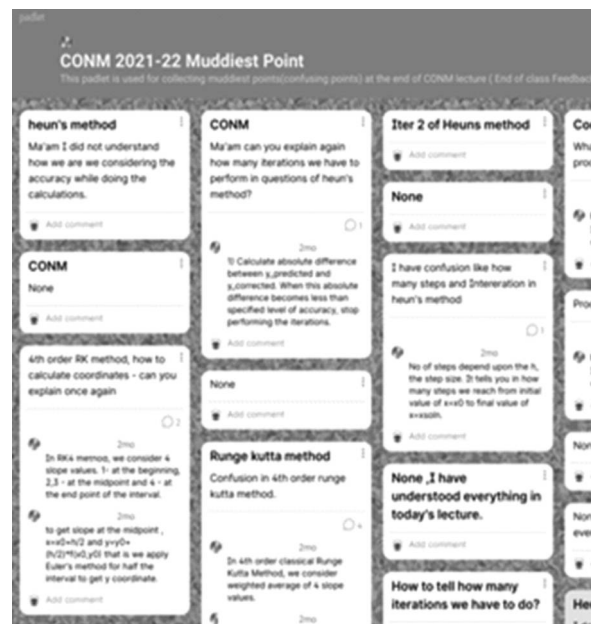 padlet
CONM 2021-22 Muddiest Point
This padlet is used for collecting muddiest points(confusing points) at the end of CONM lecture ( End of class Feedback
heun's method
Ma'am I did not understand
how we are we considering the
accuracy while doing the
calculations.
Add comment
CONM
None
Add comment
4th order RK method, how to
calculate coordinates - can you
explain once again
2
2mo
In RK4 method, we consider 4
slope values. 1- at the beginning,
2,3 - at the midpoint and 4 - at
the end point of the interval.
2mo
to get slope at the midpoint ,
x=x0+h/2 and y=y0+
(h/2)*f(x0,y0) that is we apply
Euler's method for half the
interval to get y coordinate.
Add comment
CONM
Ma'am can you explain again
how many iterations we have to
perform in questions of heun's
method?
1
2mo
1) Calculate absolute difference
between y_predicted and
y_corrected. When this absolute
difference becomes less than
specified level of accuracy, stop
performing the iterations.
Add comment
None
Add comment
Runge kutta method
Confusion in 4th order runge
kutta method.
4
2mo
In 4th order classical Runge
Kutta Method, we consider
weighted average of 4 slope
values.
2mo
Iter 2 of Heuns method
Add comment
None
Add comment
I have confusion like how
many steps and Intereration in
heun's method
1
2mo
No of steps depend upon the h,
the step size. It tells you in how
many steps we reach from initial
value of x=x0 to final value of
x=xsoln.
Add comment
None ,I have
understood everything in
today's lecture.
Add comment
How to tell how many
iterations we have to do?
Co
Wha
proc
Proc
Non
Non
eve
He